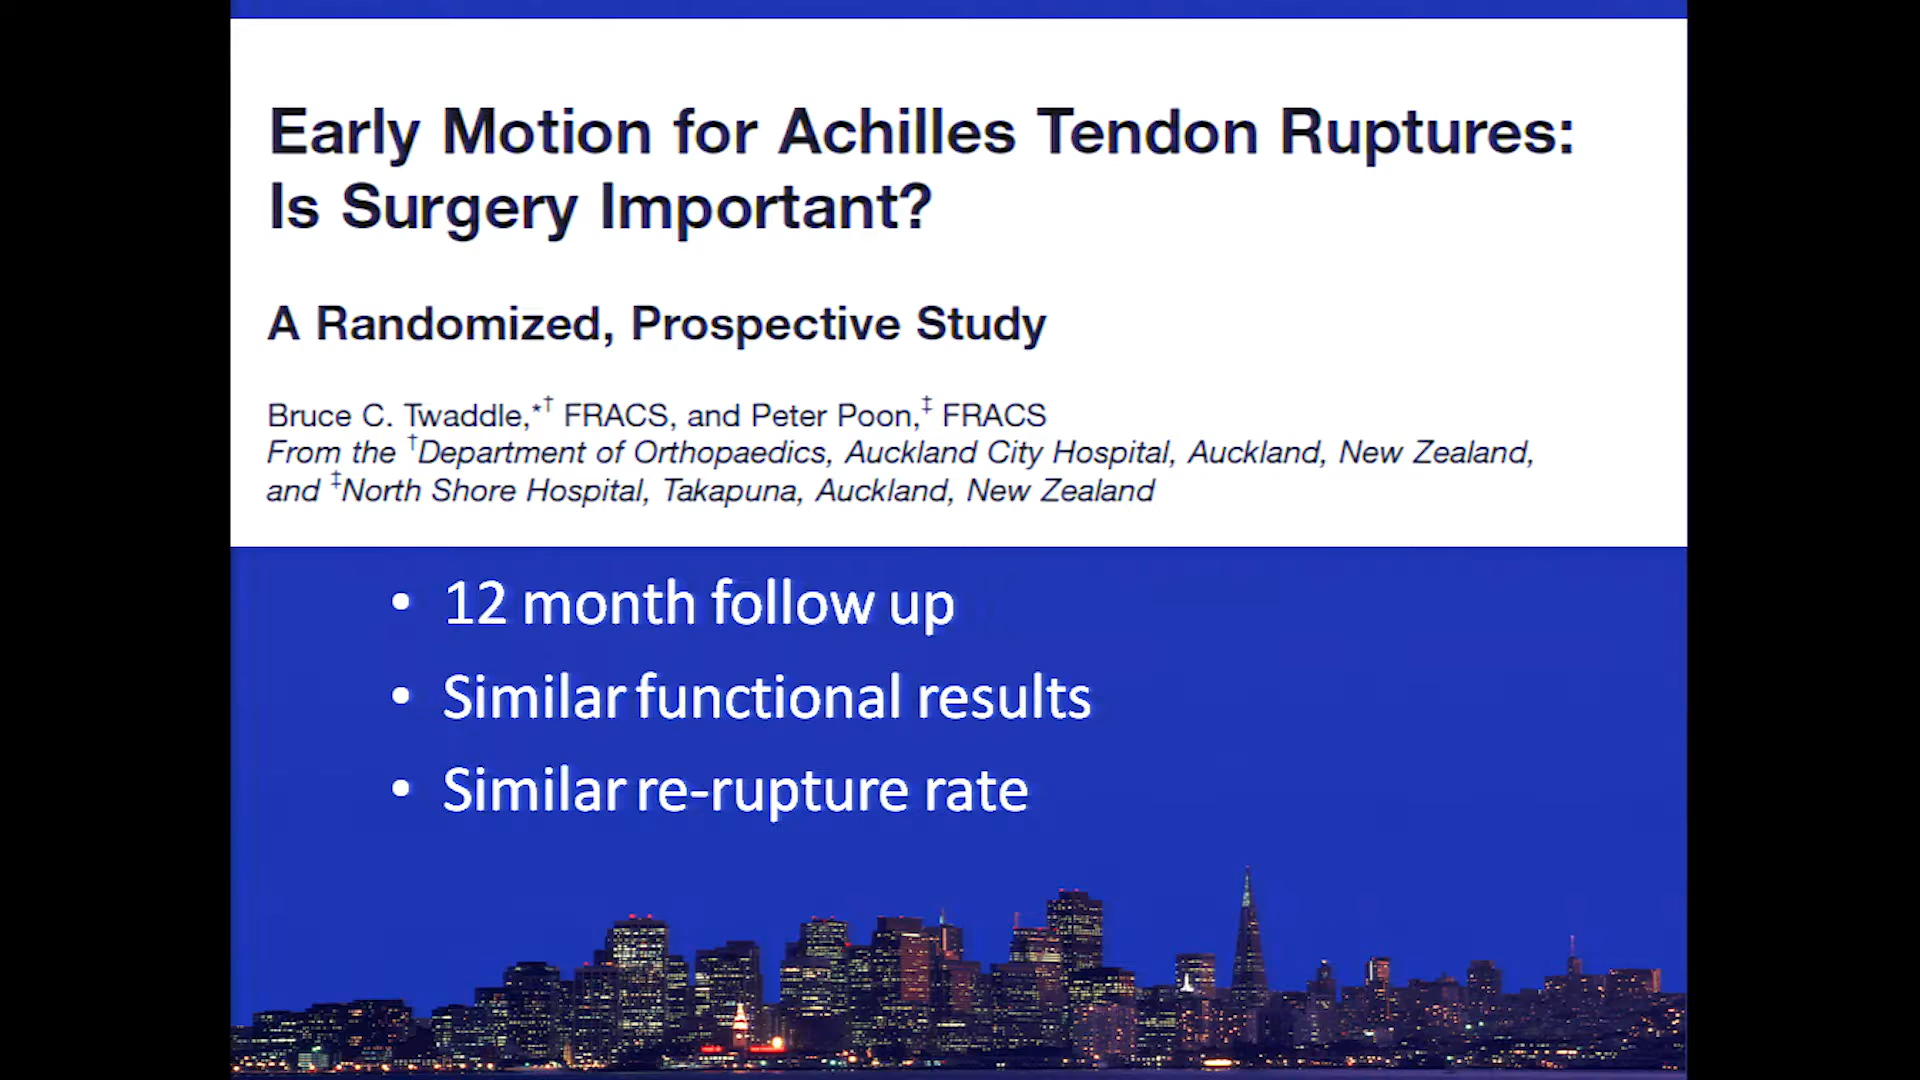 Early Motion for Achilles Tendon Ruptures:
Is Surgery Important?
A Randomized, Prospective Study
Bruce C. Twaddle,*† FRACS, and Peter Poon,‡ FRACS
From the †Department of Orthopaedics, Auckland City Hospital, Auckland, New Zealand,
and ‡North Shore Hospital, Takapuna, Auckland, New Zealand
• 12 month follow up
• Similar functional results
• Similar re-rupture rate